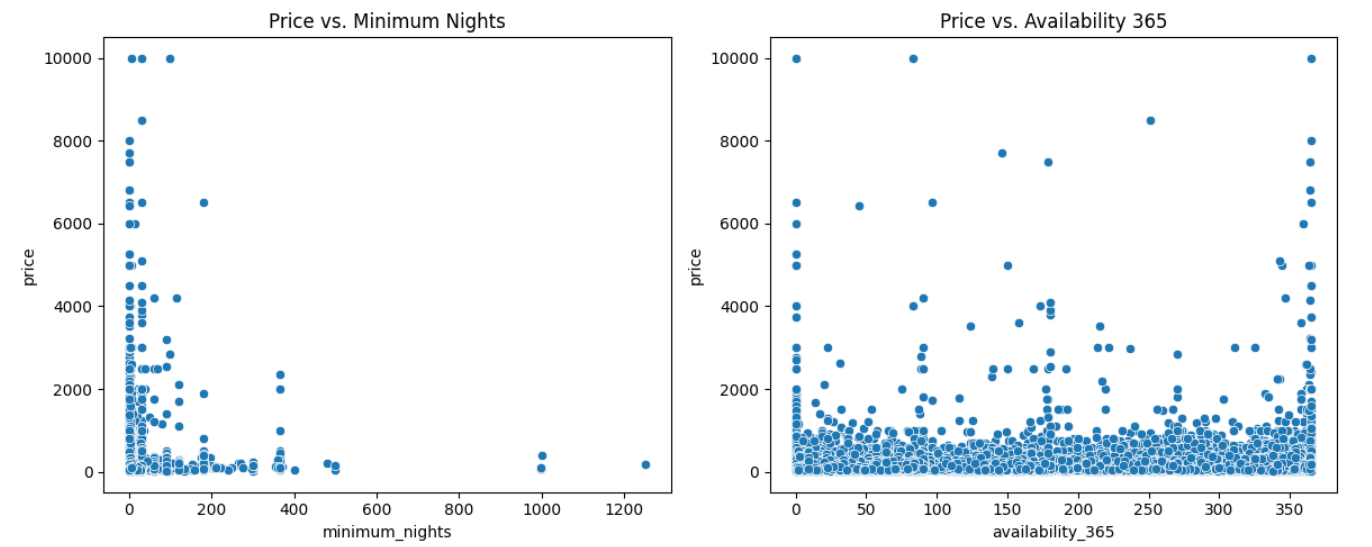 Price vs. Minimum Nights
10000
8000
6000
4000
2000
0
price
0 200 400 600 800 1000 1200
minimum_nights
Price vs. Availability 365
10000
8000
6000
4000
2000
0
price
0 50 100 150 200 250 300 350
availability_365